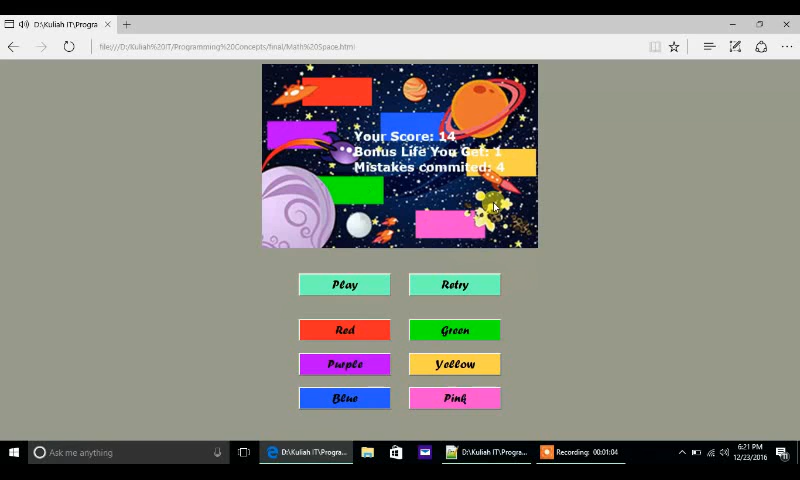 D:\Kuliah IT\Progra
file:///D:/Kuliah%20IT/Programming%20Concepts/final/Math%20Space.html
Your Score: 14
Bonus Life You Get: 1
Mistakes commited: 4
Play
Retry
Red
Green
Purple
Yellow
Blue
Pink
Ask me anything
D:\Kuliah IT\Progra...
D:\Kuliah IT\Progra...
Recording: 00:01:04
6:21 PM
12/23/2016